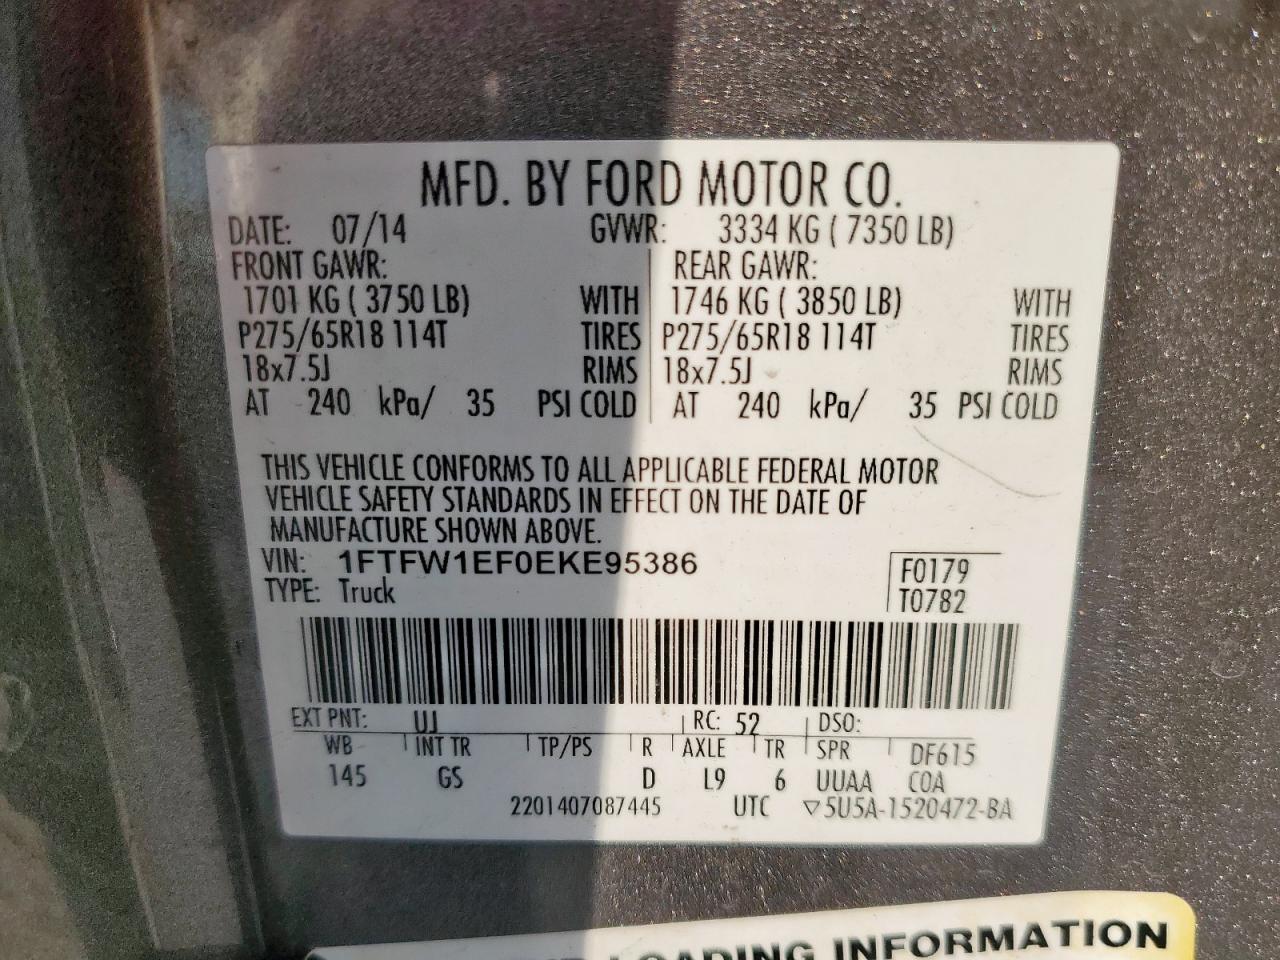 MFD. BY FORD MOTOR CO.
DATE: 07/14 GVWR: 3334 KG ( 7350 LB)
FRONT GAWR: REAR GAWR:
1701 KG ( 3750 LB) WITH 1746 KG ( 3850 LB) WITH
P275/65R18 114T TIRES P275/65R18 114T TIRES
18x7.5J RIMS 18x7.5J RIMS
AT 240 kPa/ 35 PSI COLD AT 240 kPa/ 35 PSI COLD
THIS VEHICLE CONFORMS TO ALL APPLICABLE FEDERAL MOTOR
VEHICLE SAFETY STANDARDS IN EFFECT ON THE DATE OF
MANUFACTURE SHOWN ABOVE.
VIN: 1FTFW1EF0EKE95386 F0179
TYPE: Truck T0782
EXT PNT: UJ RC: 52 DSO:
WB INT TR TP/PS R AXLE TR SPR DF615
145 GS D L9 6 UUAA COA
2201407087445 UTC ▽5U5A-1520472-BA
LOADING INFORMATION